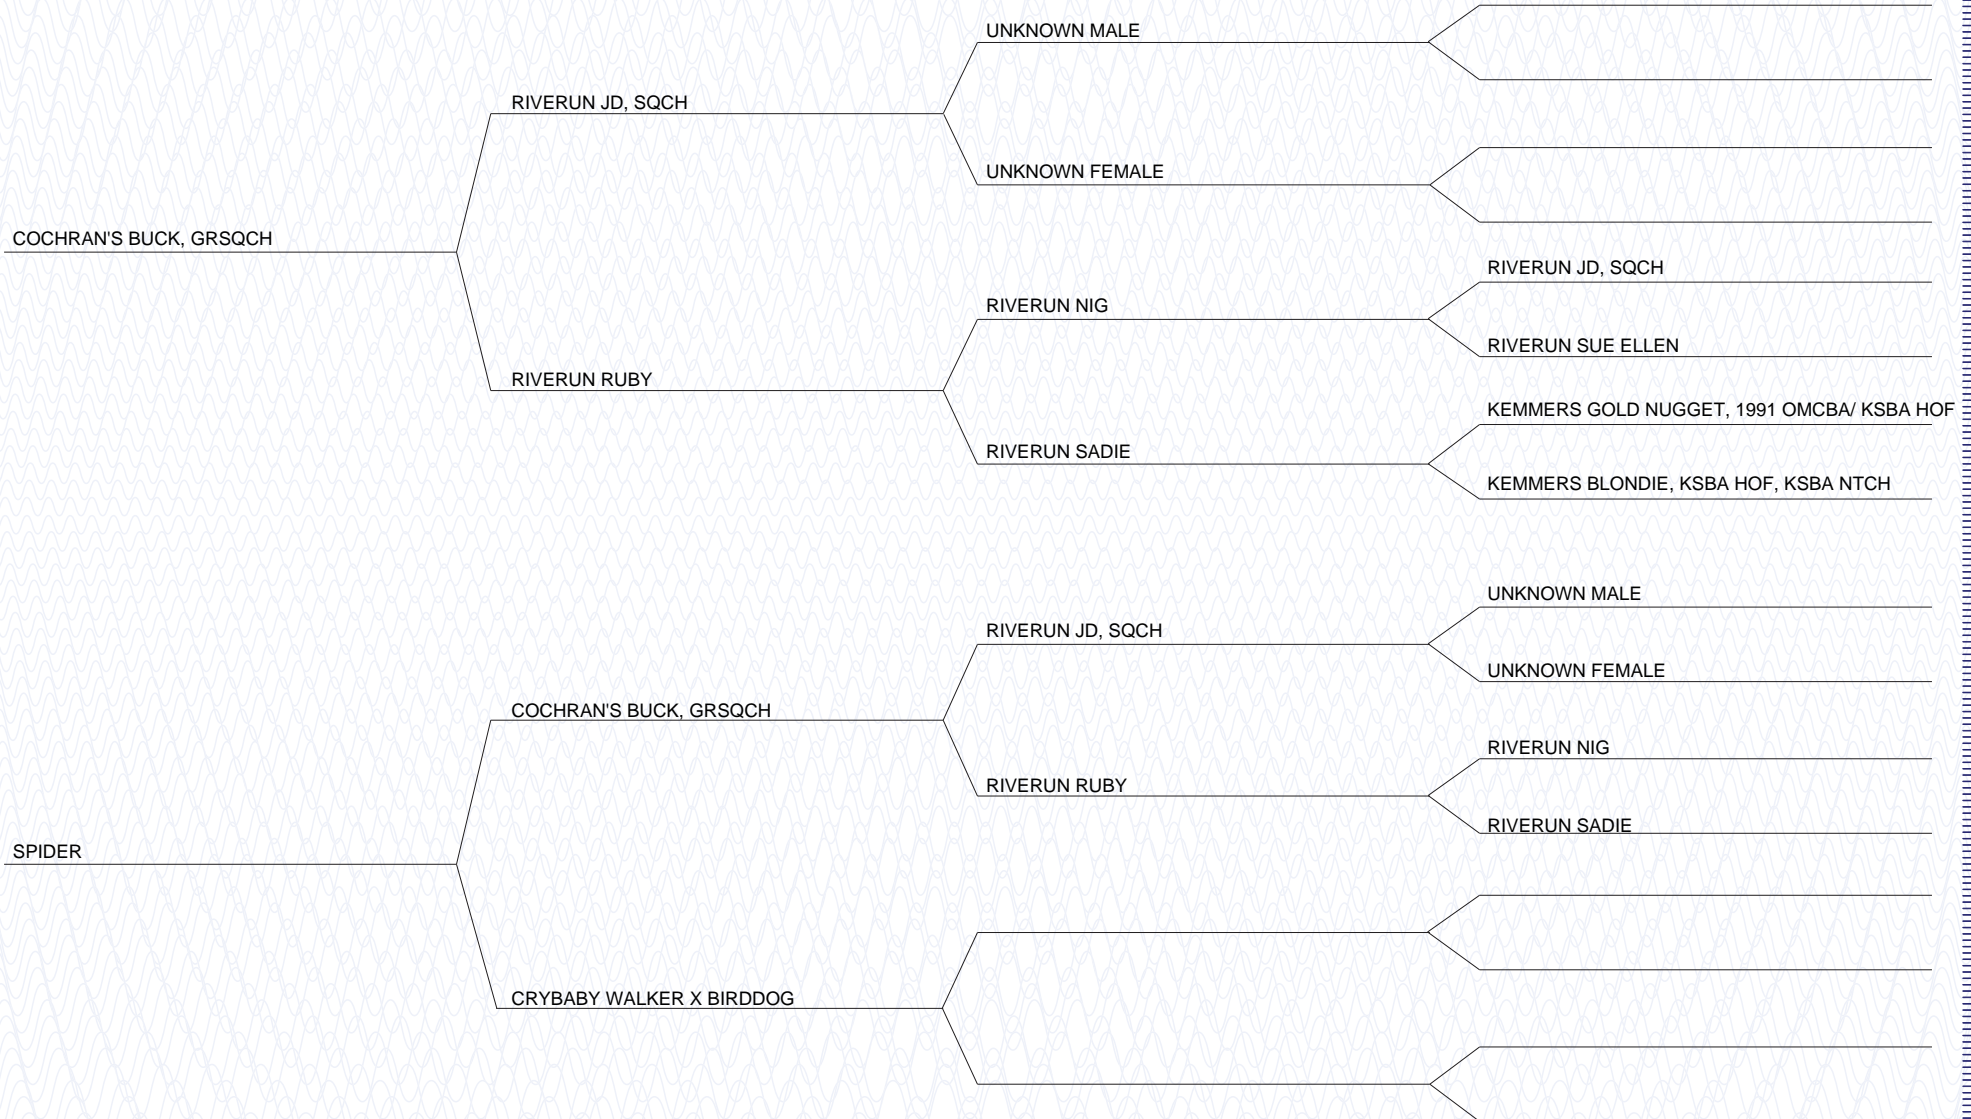 UNKNOWN MALE
RIVERUN JD, SQCH
UNKNOWN FEMALE
COCHRAN'S BUCK, GRSQCH
RIVERUN JD, SQCH
RIVERUN NIG
RIVERUN SUE ELLEN
RIVERUN RUBY
KEMMERS GOLD NUGGET, 1991 OMCBA/ KSBA HOF
RIVERUN SADIE
KEMMERS BLONDIE, KSBA HOF, KSBA NTCH
UNKNOWN MALE
RIVERUN JD, SQCH
UNKNOWN FEMALE
COCHRAN'S BUCK, GRSQCH
RIVERUN NIG
RIVERUN RUBY
RIVERUN SADIE
SPIDER
CRYBABY WALKER X BIRDDOG